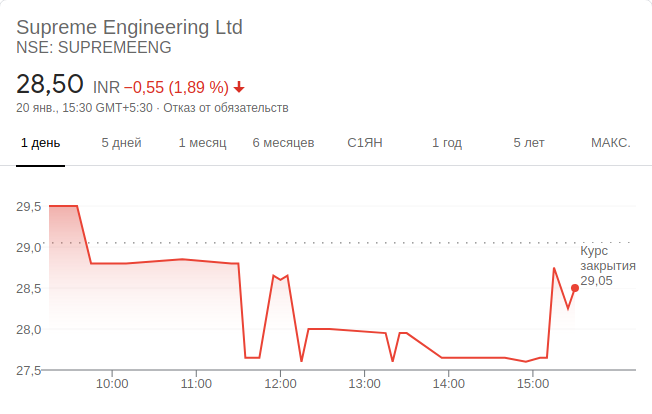 Supreme Engineering Ltd
NSE: SUPREMEENG
28,50 INR −0,55 (1,89 %)
20 янв., 15:30 GMT+5:30 · Отказ от обязательств
1 день 5 дней 1 месяц 6 месяцев С1ЯН 1 год 5 лет МАКС.
29,5
29,0
Курс
закрытия
29,05
28,5
28,0
27,5
10:00 11:00 12:00 13:00 14:00 15:00